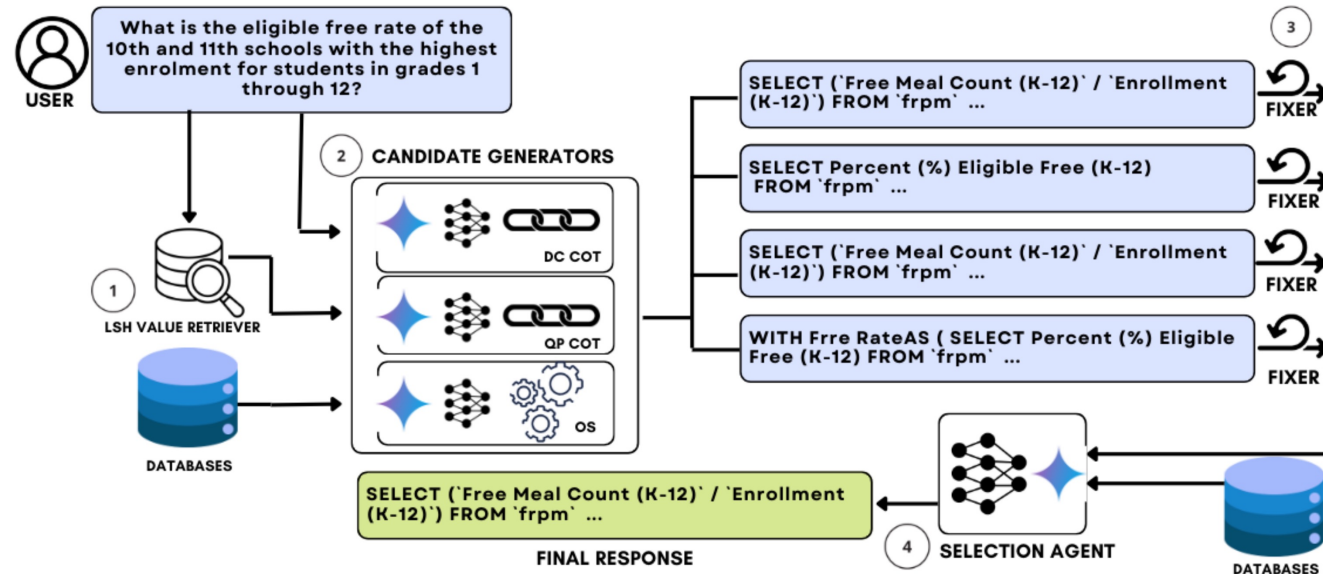 What is the eligible free rate of the
10th and 11th schools with the highest
enrolment for students in grades 1
through 12?
USER
1
LSH VALUE RETRIEVER
DATABASES
2
CANDIDATE GENERATORS
DC COT
QP COT
OS
SELECT (`Free Meal Count (K-12)` / `Enrollment
(K-12)`) FROM `frpm` ...
SELECT Percent (%) Eligible Free (K-12)
FROM `frpm` ...
SELECT (`Free Meal Count (K-12)` / `Enrollment
(K-12)`) FROM `frpm` ...
WITH Frre RateAS ( SELECT Percent (%) Eligible
Free (K-12) FROM `frpm` ...
3
FIXER
FIXER
FIXER
FIXER
SELECT (`Free Meal Count (K-12)` / `Enrollment
(K-12)`) FROM `frpm` ...
FINAL RESPONSE
4
SELECTION AGENT
DATABASES